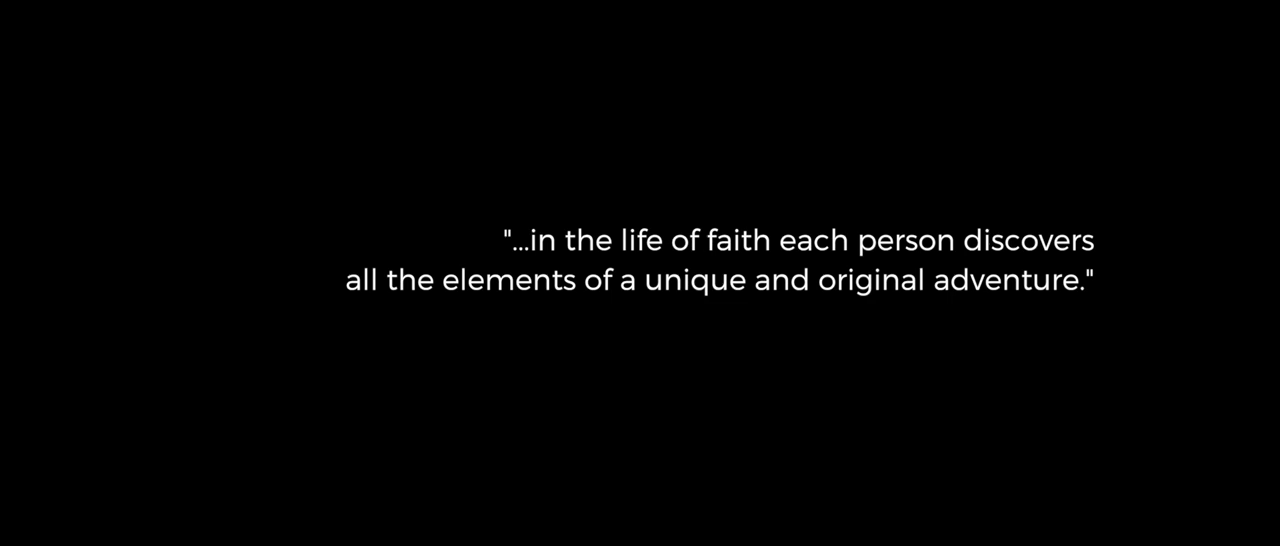 "...in the life of faith each person discovers
all the elements of a unique and original adventure."